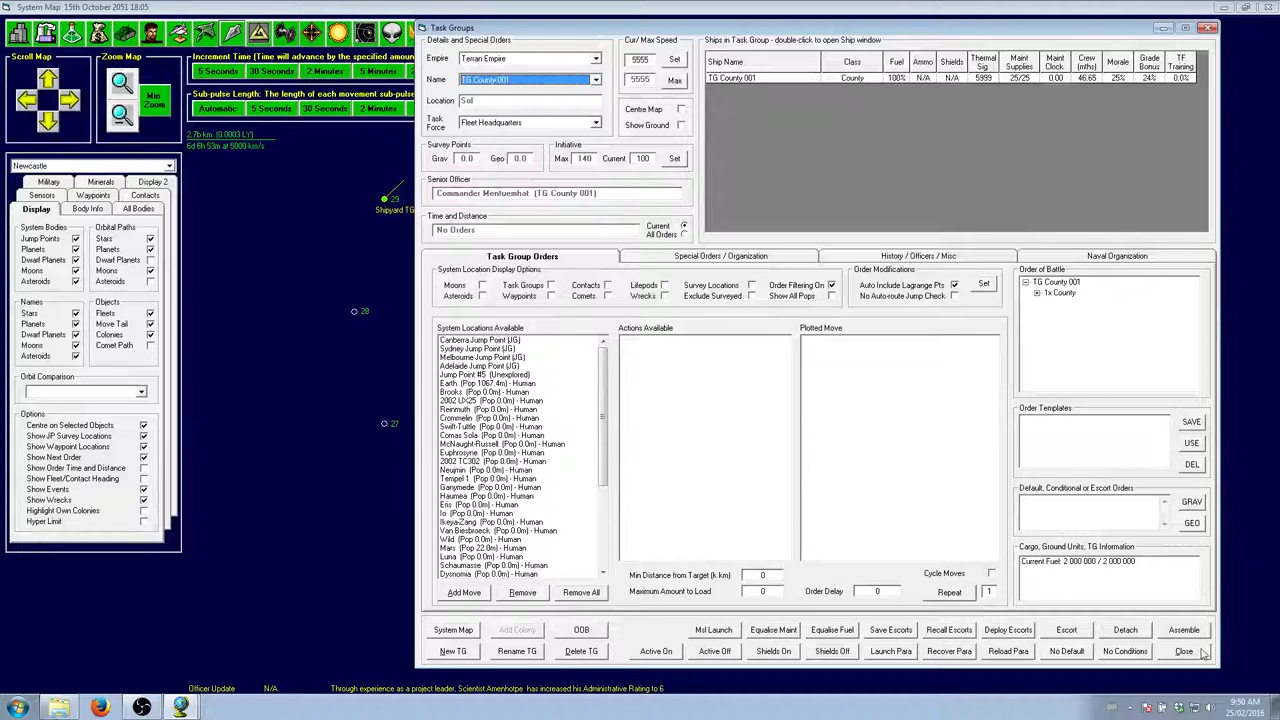 System Map  15th October 2051 18:05
Scroll Map
Zoom Map
Min
Zoom
Increment Time (Time will advance by the specified amount
5 Seconds
30 Seconds
2 Minutes
5
Sub-pulse Length: The length of each movement sub-pulse
Automatic
5 Seconds
30 Seconds
2 Minutes
2.7b km  (0.0003 LY)
6d 6h 53m at 5000 km/s
29
Shipyard TG
28
27
Newcastle
Military
Minerals
Display 2
Sensors
Waypoints
Contacts
Display
Body Info
All Bodies
System Bodies
Jump Points
Planets
Dwarf Planets
Moons
Asteroids
Orbital Paths
Stars
Planets
Dwarf Planets
Moons
Asteroids
Names
Stars
Planets
Dwarf Planets
Moons
Asteroids
Objects
Fleets
Move Tail
Colonies
Comet Path
Orbit Comparison
Options
Centre on Selected Objects
Show JP Survey Locations
Show Waypoint Locations
Show Next Order
Show Order Time and Distance
Show Fleet/Contact Heading
Show Events
Show Wrecks
Highlight Own Colonies
Hyper Limit
Task Groups
Details and Special Orders
Empire
Terran Empire
Name
TG County 001
Location
Sol
Task
Force
Fleet Headquarters
Cur/ Max Speed
5555
Set
5555
Max
Centre Map
Show Ground
Survey Points
Grav
0.0
Geo
0.0
Initiative
Max
140
Current
100
Set
Senior Officer
Commander Mentuemhat  (TG County 001)
Time and Distance
No Orders
Current
All Orders
Ships in Task Group - double-click to open Ship window
Ship Name
Class
Fuel
Ammo
Shields
Thermal
Sig.
Maint
Supplies
Maint
Clock
Crew
(mths)
Morale
Grade
Bonus
TF
Training
TG County 001
County
100%
N/A
N/A
5999
25/25
0.00
46.65
25%
24%
0.0%
Task Group Orders
Special Orders / Organization
History / Officers / Misc
Naval Organization
System Location Display Options
Moons
Task Groups
Contacts
Lifepods
Survey Locations
Order Filtering On
Asteroids
Waypoints
Comets
Wrecks
Exclude Surveyed
Show All Pops
Order Modifications
Auto Include Lagrange Pts
No Auto-route Jump Check
Set
Order of Battle
TG County 001
1x County
System Locations Available
Canberra Jump Point (JG)
Sydney Jump Point (JG)
Melbourne Jump Point (JG)
Adelaide Jump Point (JG)
Jump Point #5 (Unexplored)
Earth  (Pop 1067.4m) - Human
Brooks  (Pop 0.0m) - Human
2002 UX25  (Pop 0.0m) - Human
Reinmuth  (Pop 0.0m) - Human
Crommelin  (Pop 0.0m) - Human
Swift-Tuttle  (Pop 0.0m) - Human
Comas Sola  (Pop 0.0m) - Human
McNaught-Russell  (Pop 0.0m) - Human
Euphrosyne  (Pop 0.0m) - Human
2002 TC302  (Pop 0.0m) - Human
Neujmin  (Pop 0.0m) - Human
Tempel 1  (Pop 0.0m) - Human
Ganymede  (Pop 0.0m) - Human
Haumea  (Pop 0.0m) - Human
Eris  (Pop 0.0m) - Human
Io  (Pop 0.0m) - Human
Ikeya-Zang  (Pop 0.0m) - Human
Van Biesbroeck  (Pop 0.0m) - Human
Wild  (Pop 0.0m) - Human
Mars  (Pop 22.0m) - Human
Luna  (Pop 0.0m) - Human
Schaumasse  (Pop 0.0m) - Human
Dysnomia  (Pop 0.0m) - Human
Actions Available
Plotted Move
Order Templates
SAVE
USE
DEL
Default, Conditional or Escort Orders
GRAV
GEO
Cargo, Ground Units, TG Information
Current Fuel: 2 000 000 / 2 000 000
Min Distance from Target (k km)
0
Cycle Moves
Add Move
Remove
Remove All
Maximum Amount to Load
0
Order Delay
0
Repeat
1
System Map
Add Colony
OOB
Msl Launch
Equalise Maint
Equalise Fuel
Save Escorts
Recall Escorts
Deploy Escorts
Escort
Detach
Assemble
New TG
Rename TG
Delete TG
Active On
Active Off
Shields On
Shields Off
Launch Para
Recover Para
Reload Para
No Default
No Conditions
Close
Officer Update
N/A
Through experience as a project leader, Scientist Amenhotpe  has increased his Administrative Rating to 6
9:50 AM
25/02/2016